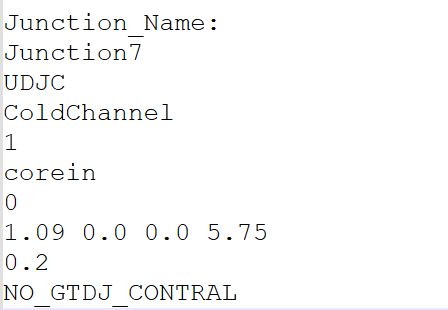 Junction_Name:
Junction7
UDJC
ColdChannel
1
corein
0
1.09 0.0 0.0 5.75
0.2
NO_GTDJ_CONTRAL